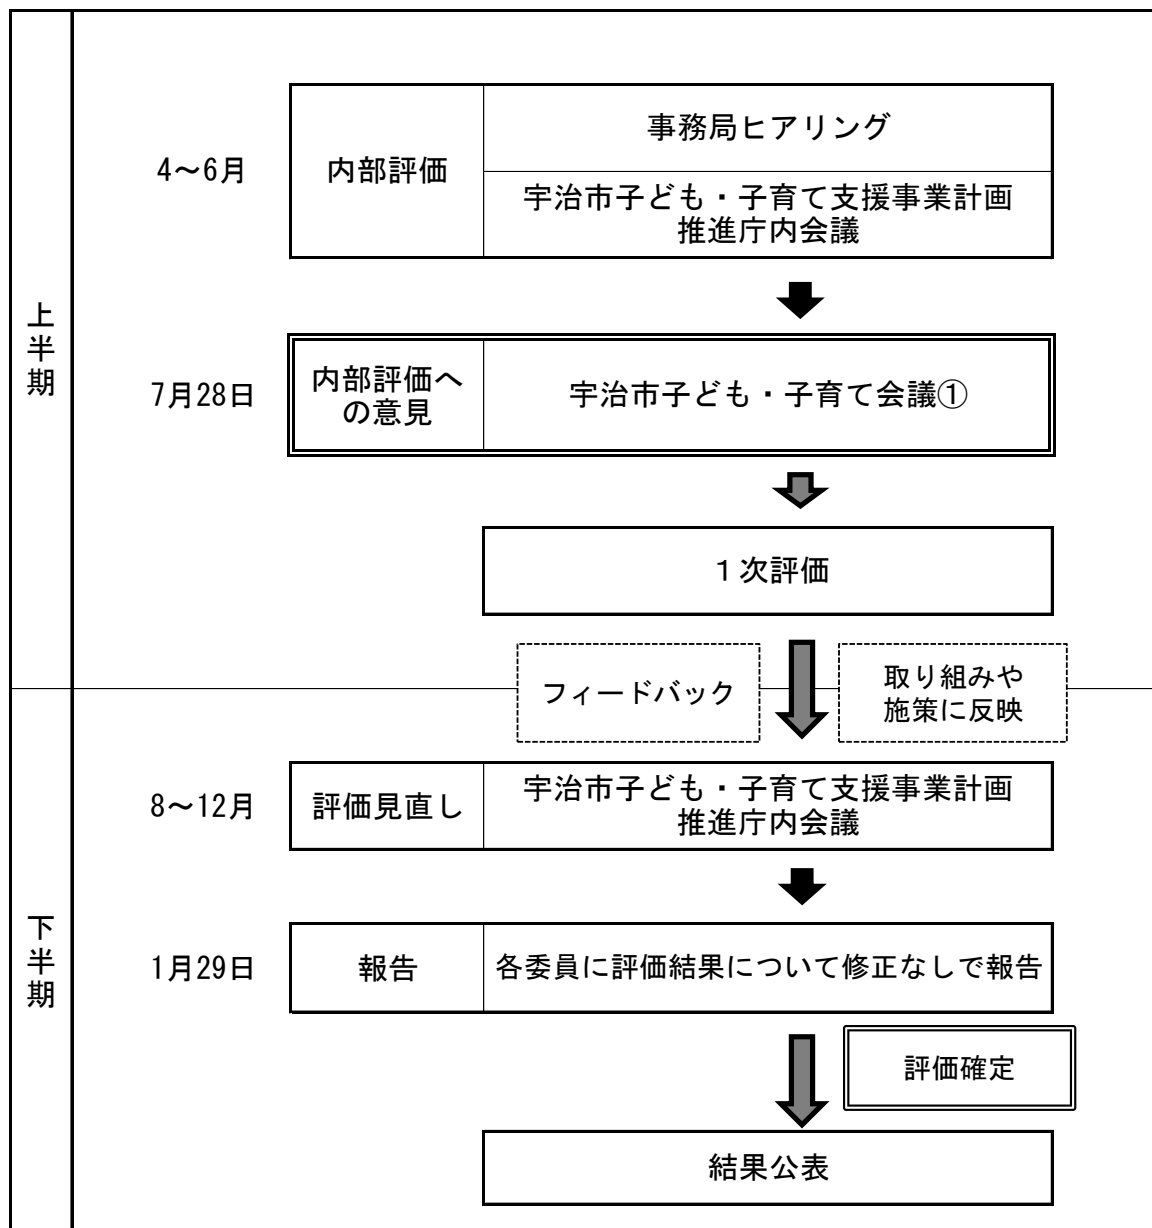 上半期
4～6月
内部評価
事務局ヒアリング
宇治市子ども・子育て支援事業計画
推進庁内会議
7月28日
内部評価へ
の意見
宇治市子ども・子育て会議①
１次評価
フィードバック
取り組みや
施策に反映
下半期
8～12月
評価見直し
宇治市子ども・子育て支援事業計画
推進庁内会議
1月29日
報告
各委員に評価結果について修正なしで報告
評価確定
結果公表